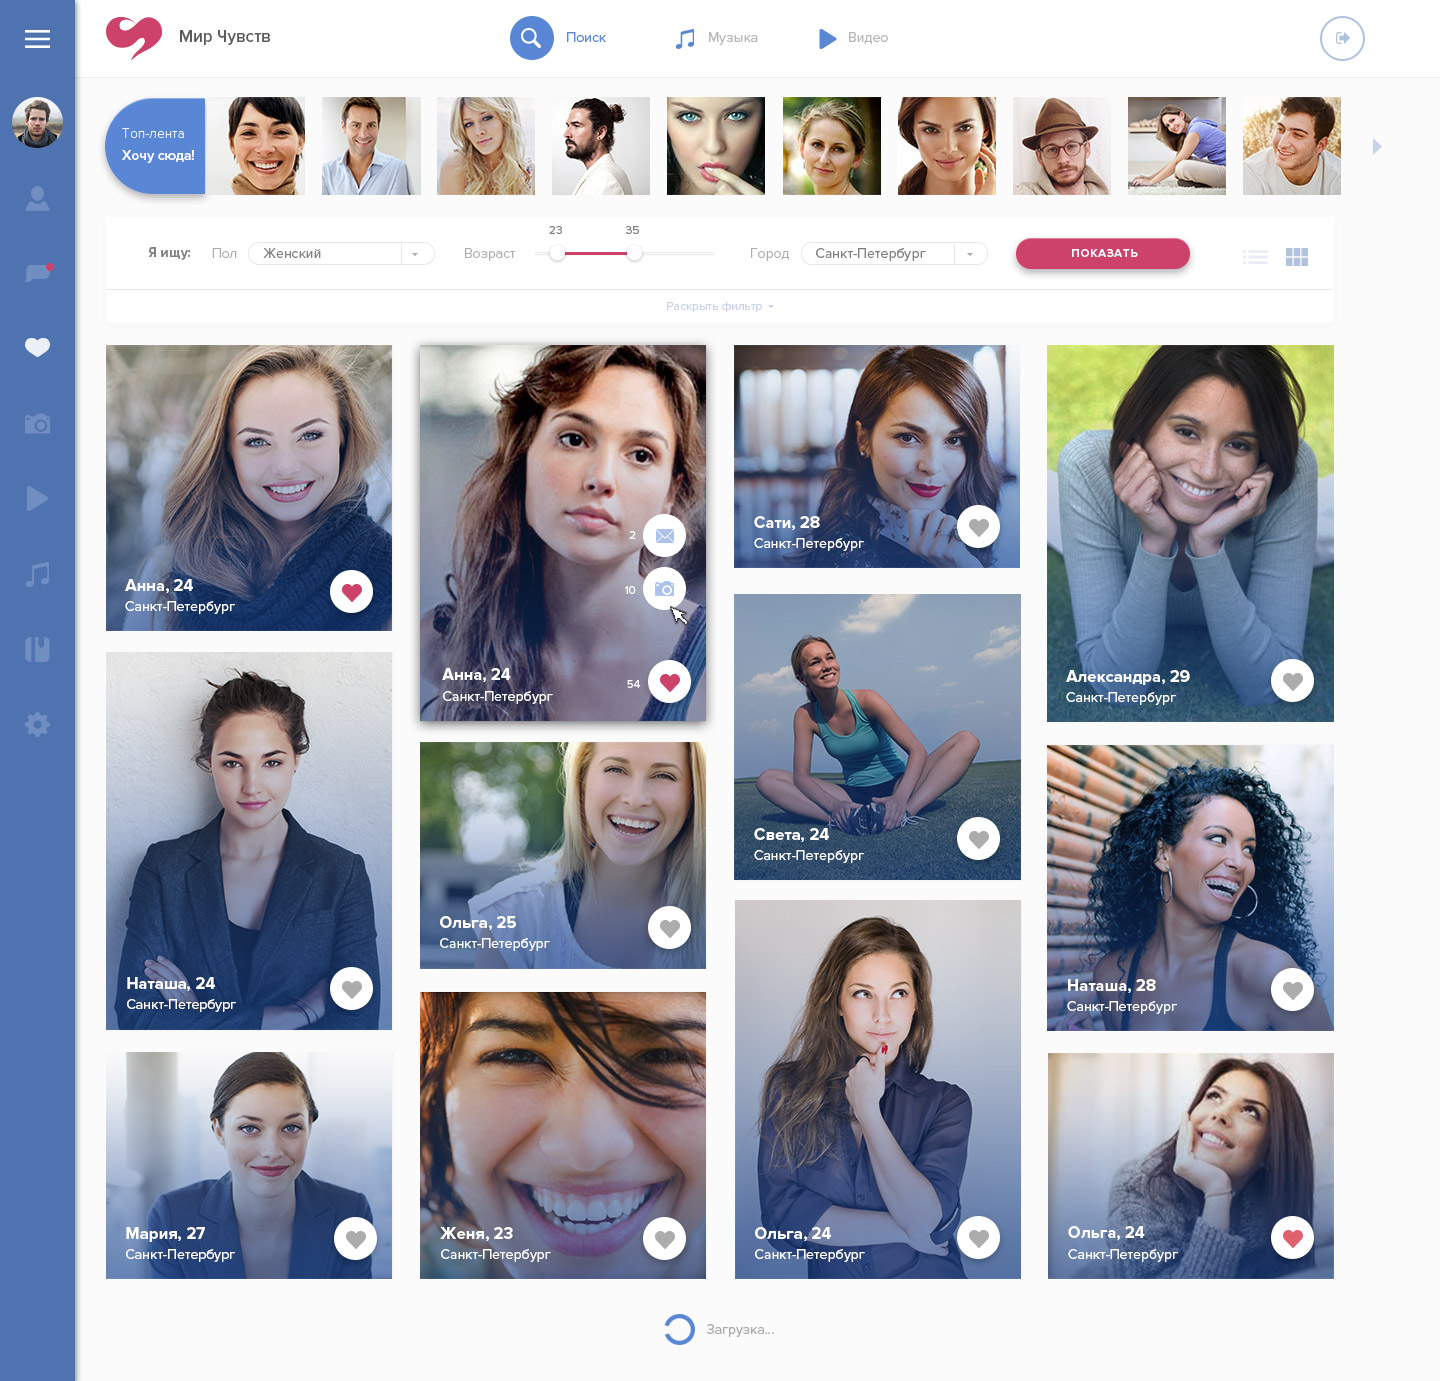 Мир Чувств
Поиск
Музыка
Видео
Топ-лента
Хочу сюда!
23
35
Я ищу:
Пол
Женский
Возраст
Город
Санкт-Петербург
ПОКАЗАТЬ
Раскрыть фильтр
Анна, 24
Санкт-Петербург
2
10
54
Анна, 24
Санкт-Петербург
Сати, 28
Санкт-Петербург
Александра, 29
Санкт-Петербург
Наташа, 24
Санкт-Петербург
Ольга, 25
Санкт-Петербург
Света, 24
Санкт-Петербург
Наташа, 28
Санкт-Петербург
Мария, 27
Санкт-Петербург
Женя, 23
Санкт-Петербург
Ольга, 24
Санкт-Петербург
Ольга, 24
Санкт-Петербург
Загрузка...